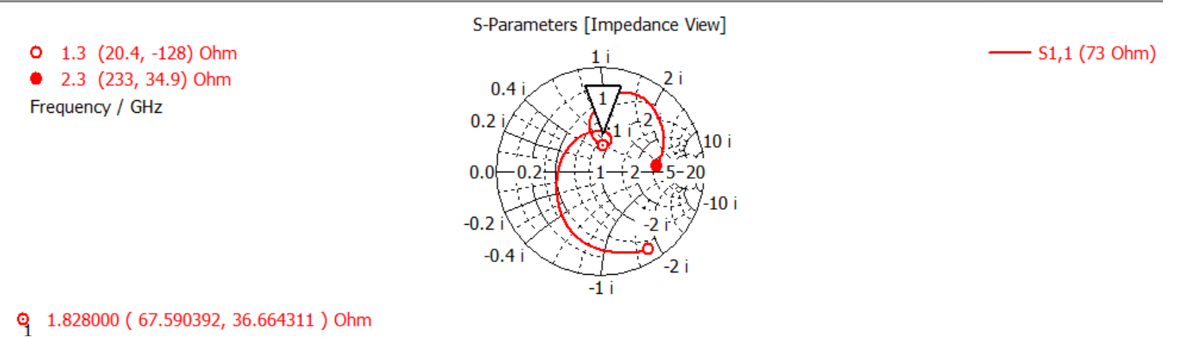 S-Parameters [Impedance View]
1.3 (20.4, -128) Ohm
2.3 (233, 34.9) Ohm
Frequency / GHz
S1,1 (73 Ohm)
1 i
0.4 i
2 i
1
0.2 i
2
1 i
10 i
0.0 0.2 1 2 5 20
-0.2 i
-2 i
-10 i
-0.4 i
-2 i
-1 i
1.828000 ( 67.590392, 36.664311 ) Ohm
1